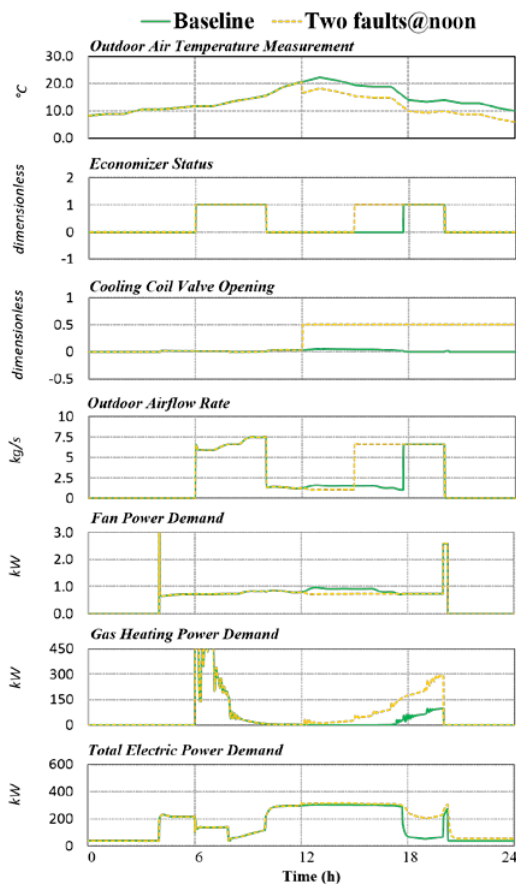 Baseline Two faults@noon
Outdoor Air Temperature Measurement
°C
30.0
20.0
10.0
0.0
Economizer Status
dimensionless
2
1
0
-1
Cooling Coil Valve Opening
dimensionless
1
0.5
0
-0.5
Outdoor Airflow Rate
kg/s
10
7.5
5
2.5
0
Fan Power Demand
kW
3.0
2.0
1.0
0.0
Gas Heating Power Demand
kW
450
300
150
0
Total Electric Power Demand
kW
600
400
200
0
0 6 12 18 24
Time (h)